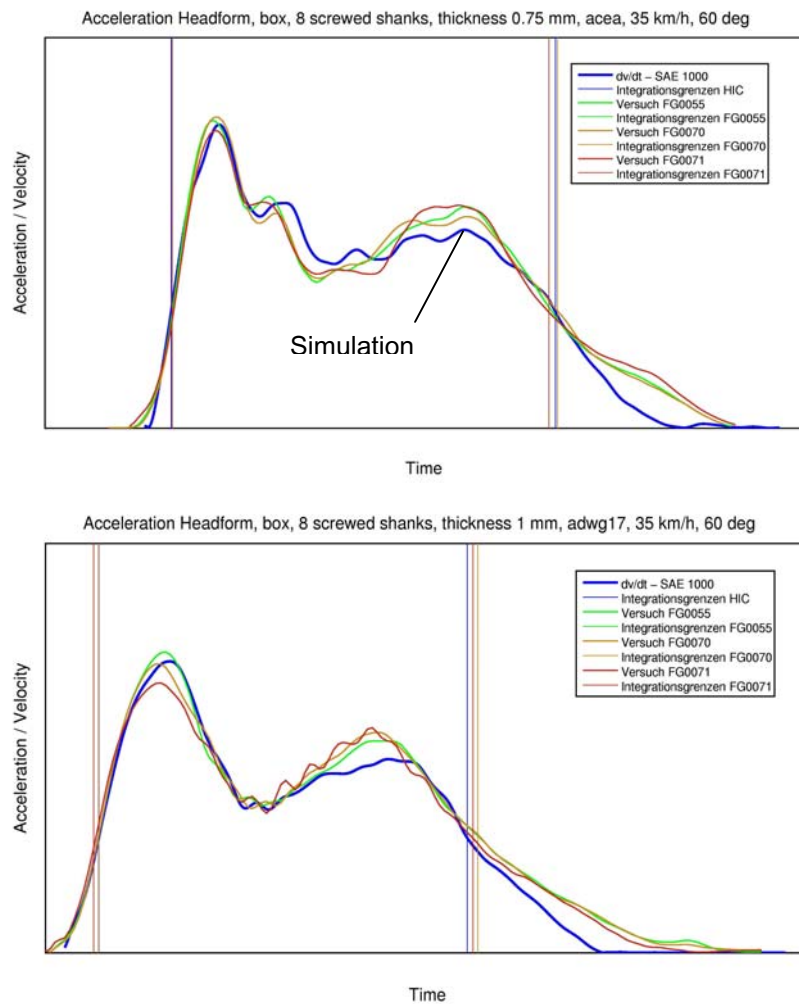 Acceleration Headform, box, 8 screwed shanks, thickness 0.75 mm, acea, 35 km/h, 60 deg
dv/dt − SAE 1000
Integrationsgrenzen HIC
Versuch FG0055
Integrationsgrenzen FG0055
Versuch FG0070
Integrationsgrenzen FG0070
Versuch FG0071
Integrationsgrenzen FG0071
Acceleration / Velocity
Simulation
Time
Acceleration Headform, box, 8 screwed shanks, thickness 1 mm, adwg17, 35 km/h, 60 deg
dv/dt − SAE 1000
Integrationsgrenzen HIC
Versuch FG0055
Integrationsgrenzen FG0055
Versuch FG0070
Integrationsgrenzen FG0070
Versuch FG0071
Integrationsgrenzen FG0071
Acceleration / Velocity
Time